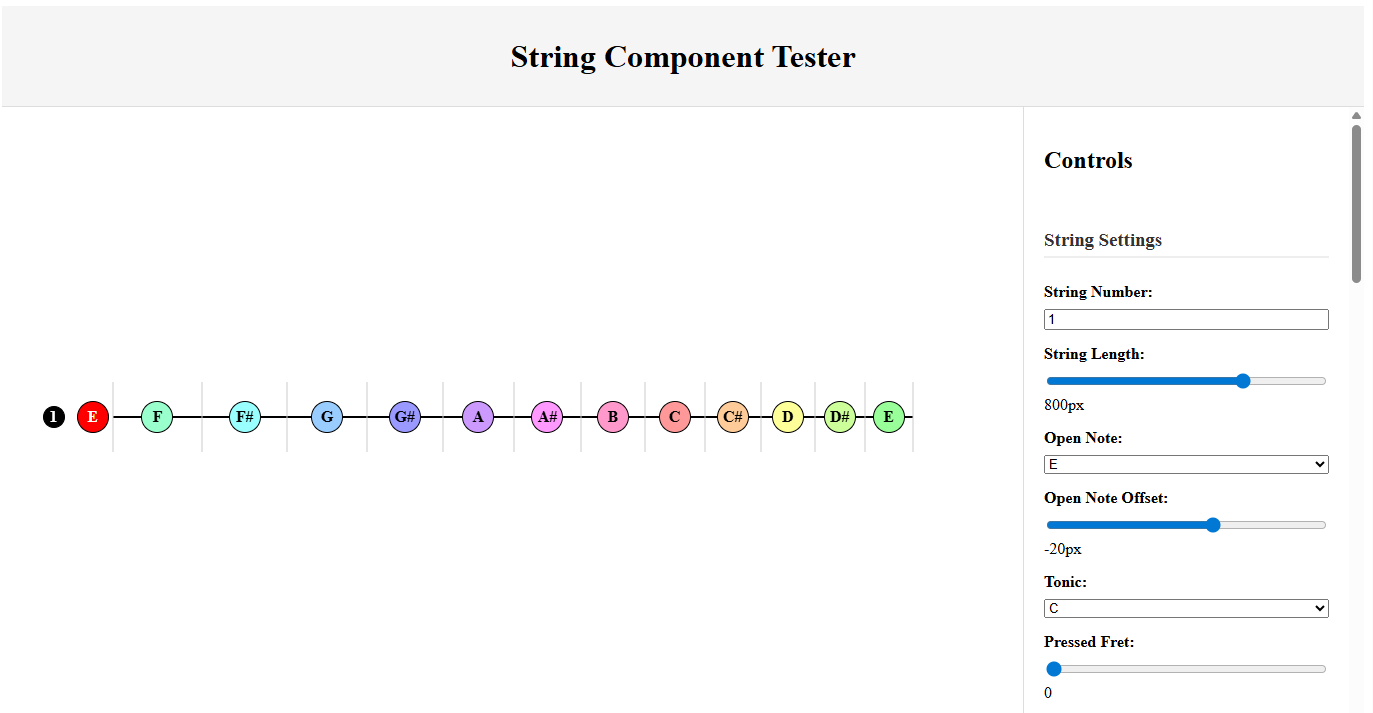 String Component Tester
1 E F F# G G# A A# B C C# D D# E
Controls
String Settings
String Number:
1
String Length:
800px
Open Note:
E
Open Note Offset:
-20px
Tonic:
C
Pressed Fret:
0